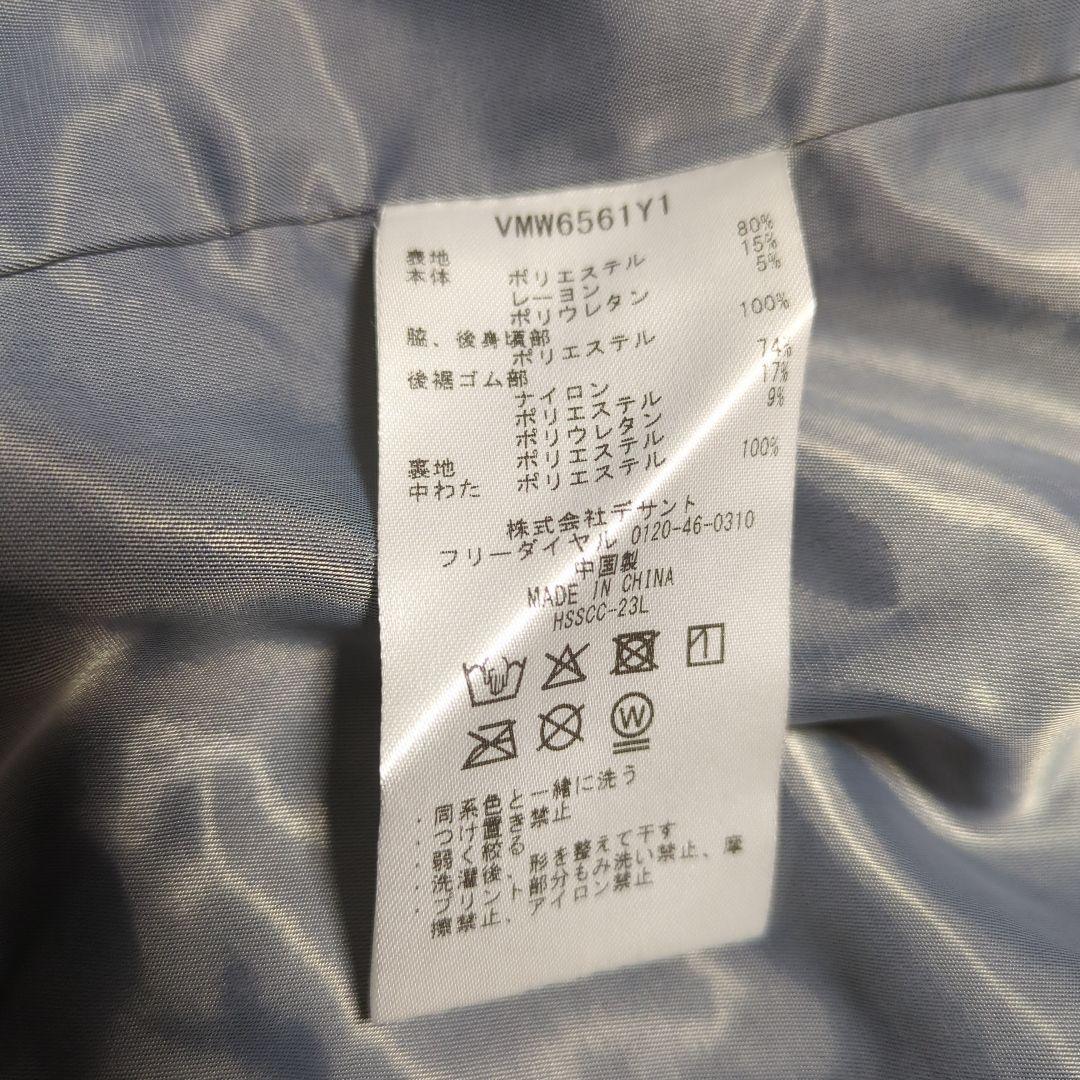 VMW6561Y1
表地
本体 ポリエステル 80%
レーヨン 15%
ポリウレタン 5%
脇、後身頃部
ポリエステル 100%
後裾ゴム部
ナイロン 74%
ポリエステル 17%
ポリウレタン 9%
裏地 ポリエステル
中わた ポリエステル 100%
株式会社デサント
フリーダイヤル 0120-46-0310
中国製
MADE IN CHINA
HSSCC-23L
W
・同系色と一緒に洗う
・つけ置き禁止
・弱く絞る
・洗濯後、形を整えて干す
・プリント部分もみ洗い禁止、摩
擦禁止、アイロン禁止